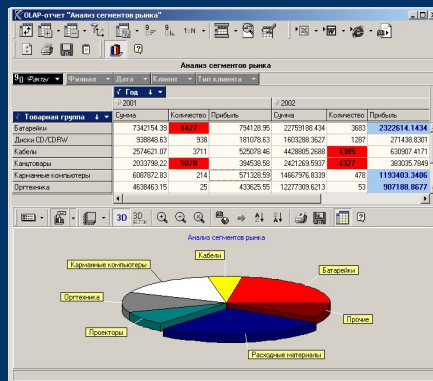 OLAP-отчет "Анализ сегментов рынка"
Анализ сегментов рынка
Факты Филиал Дата Клиент Тип клиента
Год
2001 2002
Товарная группа Сумма Количество Прибыль Сумма Количество Прибыль
Батарейки 7342154.39 4427 794128.95 22759188.434 3683 2322614.1434
Диски CD/CDRW 938848.63 938 181078.63 1603288.3627 1287 271438.8301
Кабели 2574621.07 3711 525078.46 4428805.2688 4385 630907.4171
Канцтовары 2033798.22 5070 394538.58 2421269.5937 4327 383035.7849
Карманные компьютеры 6087872.83 214 571328.59 14667976.8339 478 1193403.3406
Оргтехника 4638463.15 25 433625.55 12277309.6213 53 907188.8677
3D 3D
Анализ сегментов рынка
Кабели
Карманные компьютеры
Батарейки
Оргтехника
Проекторы
Прочие
Расходные материалы